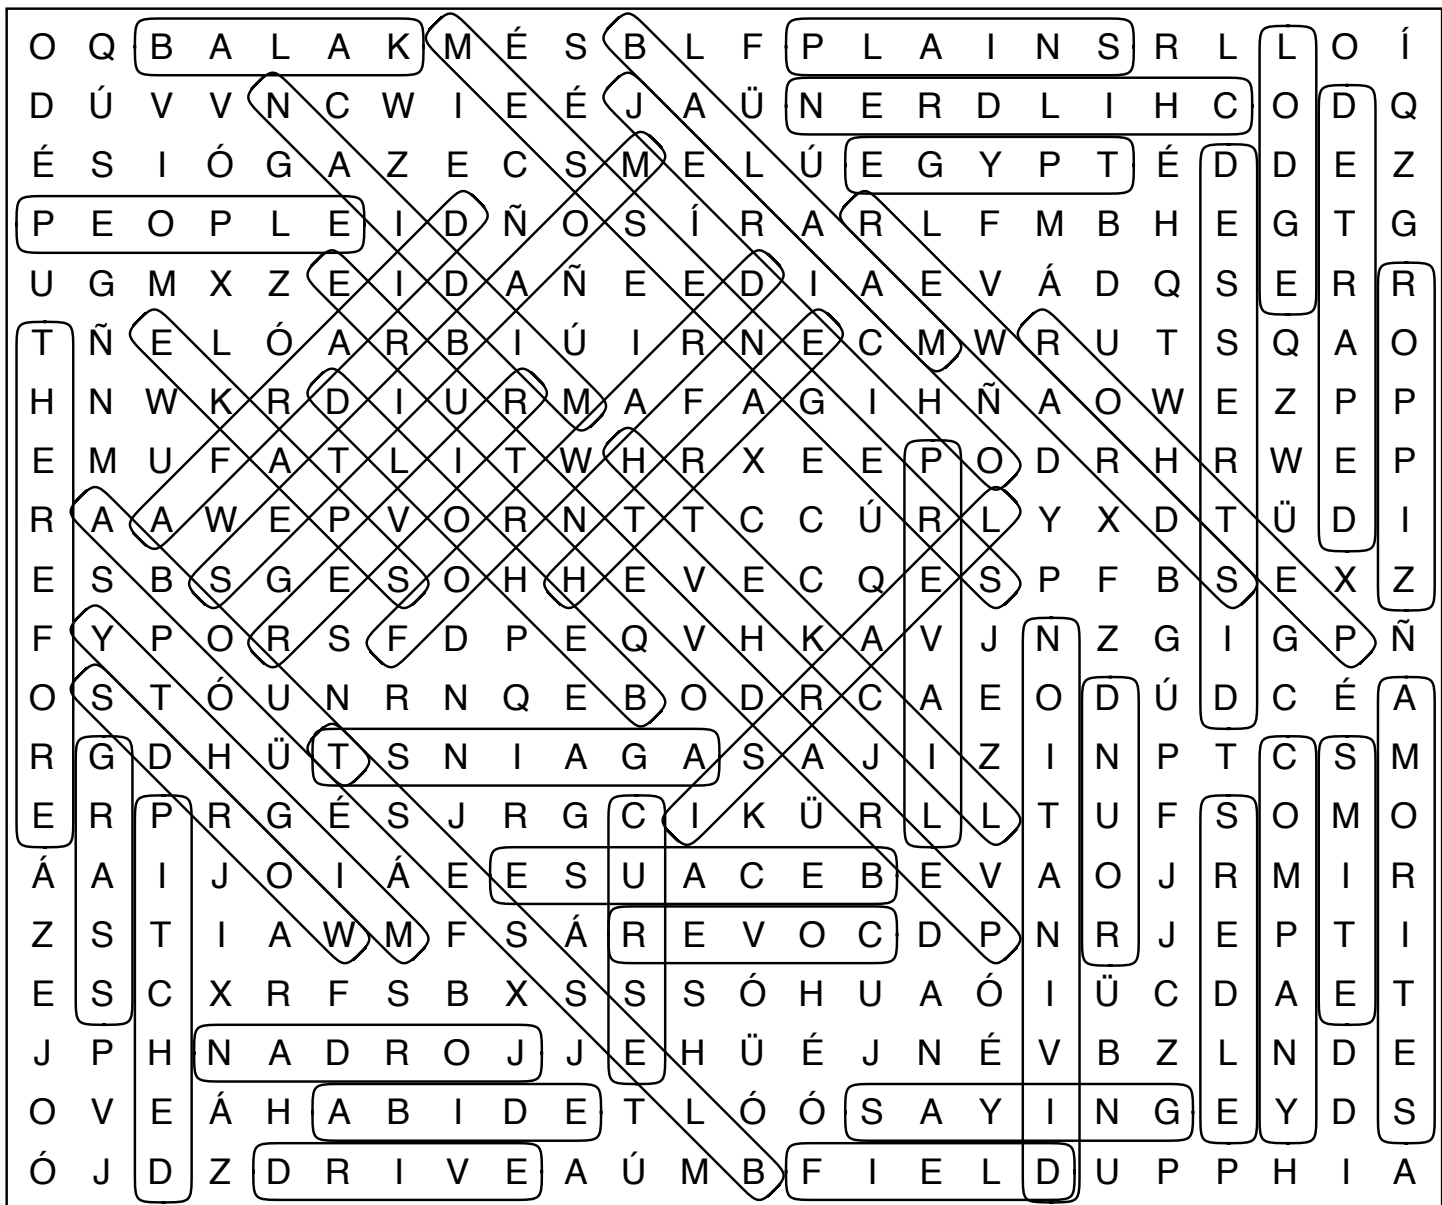 O Q B A L A K M É S B L F P L A I N S R L L O Í
D Ú V V N C W I E É J A Ü N E R D L I H C O D Q
É S I Ó G A Z E C S M E L Ú E G Y P T É D D E Z
P E O P L E I D Ñ O S Í R A R L F M B H E G T G
U G M X Z E I D A Ñ E E D I A E V Á D Q S E R R
T Ñ E L Ó A R B I Ú I R N E C M W R U T S Q A O
H N W K R D I U R M A F A G I H Ñ A O W E Z P P
E M U F A T L I T W H R X E E P O D R H R W E P
R A A W E P V O R N T T C C Ú R L Y X D T Ü D I
E S B S G E S O H H E V E C Q E S P F B S E X Z
F Y P O R S F D P E Q V H K A V J N Z G I G P Ñ
O S T Ó U N R N Q E B O D R C A E O D Ú D C É A
R G D H Ü T S N I A G A S A J I Z I N P T C S M
E R P R G É S J R G C I K Ü R L L T U F S O M O
Á A I J O I Á E E S U A C E B E V A O J R M I R
Z S T I A W M F S Á R E V O C D P N R J E P T I
E S C X R F S B X S S S Ó H U A Ó I Ü C D A E T
J P H N A D R O J J E H Ü É J N É V B Z L N D E
O V E Á H A B I D E T L Ó Ó S A Y I N G E Y D S
Ó J D Z D R I V E A Ú M B F I E L D U P P H I A